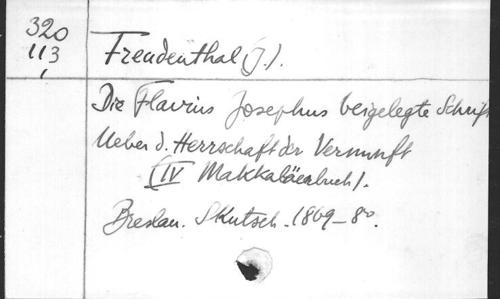 320
113
Freudenthal (J.).
Die Flavius Josephus beigelegte Schrift
Ueber d. Herrschaft der Vernunft
(IV Makkabäerbuch).
Breslau. Skutsch. 1869_8°.